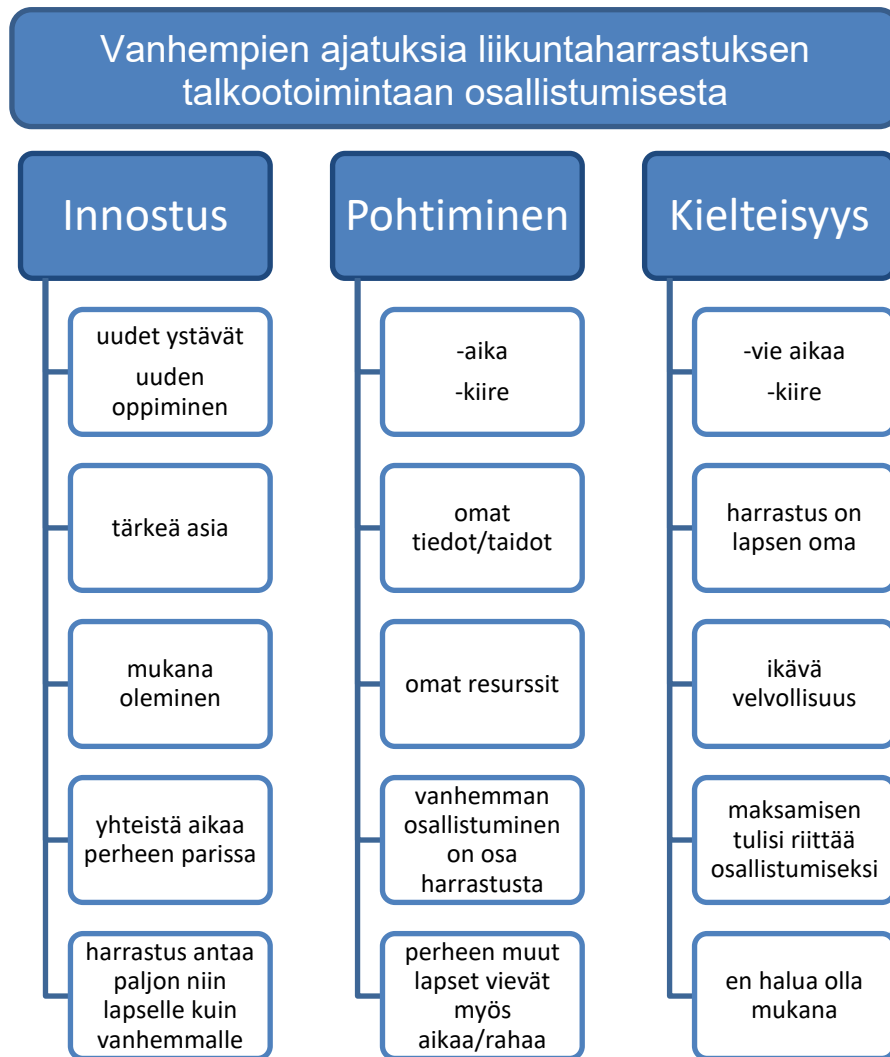 Vanhempien ajatuksia liikuntaharrastuksen
talkootoimintaan osallistumisesta
Innostus
uudet ystävät
uuden
oppiminen
tärkeä asia
mukana
oleminen
yhteistä aikaa
perheen parissa
harrastus antaa
paljon niin
lapselle kuin
vanhemmalle
Pohtiminen
-aika
-kiire
omat
tiedot/taidot
omat resurssit
vanhemman
osallistuminen
on osa
harrastusta
perheen muut
lapset vievät
myös
aikaa/rahaa
Kielteisyys
-vie aikaa
-kiire
harrastus on
lapsen oma
ikävä
velvollisuus
maksamisen
tulisi riittää
osallistumiseksi
en halua olla
mukana